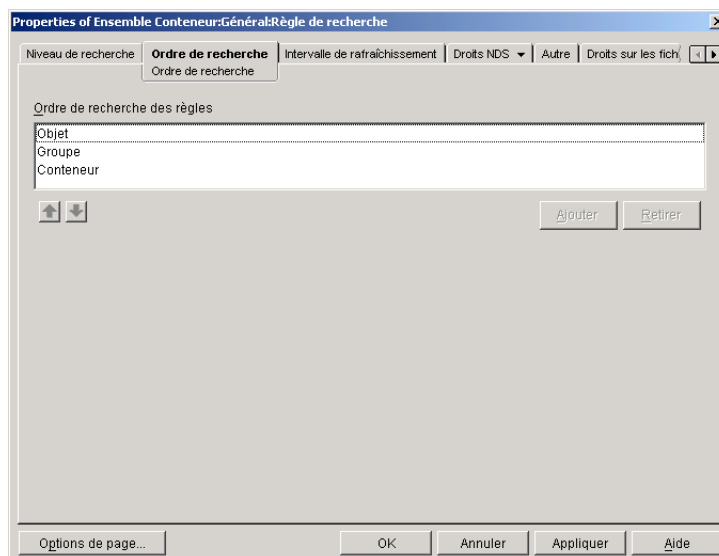 Properties of Ensemble Conteneur:Général:Règle de recherche
Niveau de recherche Ordre de recherche Intervalle de rafraîchissement Droits NDS Autre Droits sur les fich
Ordre de recherche
Ordre de recherche des règles
Objet
Groupe
Conteneur
Ajouter Retirer
Options de page... OK Annuler Appliquer Aide